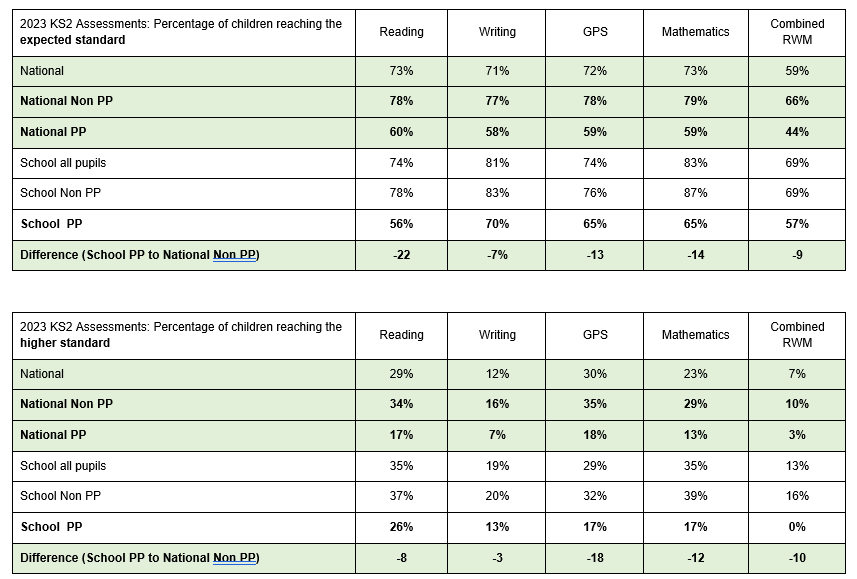 2023 KS2 Assessments: Percentage of children reaching the expected standard Reading Writing GPS Mathematics Combined RWM
National 73% 71% 72% 73% 59%
National Non PP 78% 77% 78% 79% 66%
National PP 60% 58% 59% 59% 44%
School all pupils 74% 81% 74% 83% 69%
School Non PP 78% 83% 76% 87% 69%
School PP 56% 70% 65% 65% 57%
Difference (School PP to National Non PP) -22 -7% -13 -14 -9
2023 KS2 Assessments: Percentage of children reaching the higher standard Reading Writing GPS Mathematics Combined RWM
National 29% 12% 30% 23% 7%
National Non PP 34% 16% 35% 29% 10%
National PP 17% 7% 18% 13% 3%
School all pupils 35% 19% 29% 35% 13%
School Non PP 37% 20% 32% 39% 16%
School PP 26% 13% 17% 17% 0%
Difference (School PP to National Non PP) -8 -3 -18 -12 -10